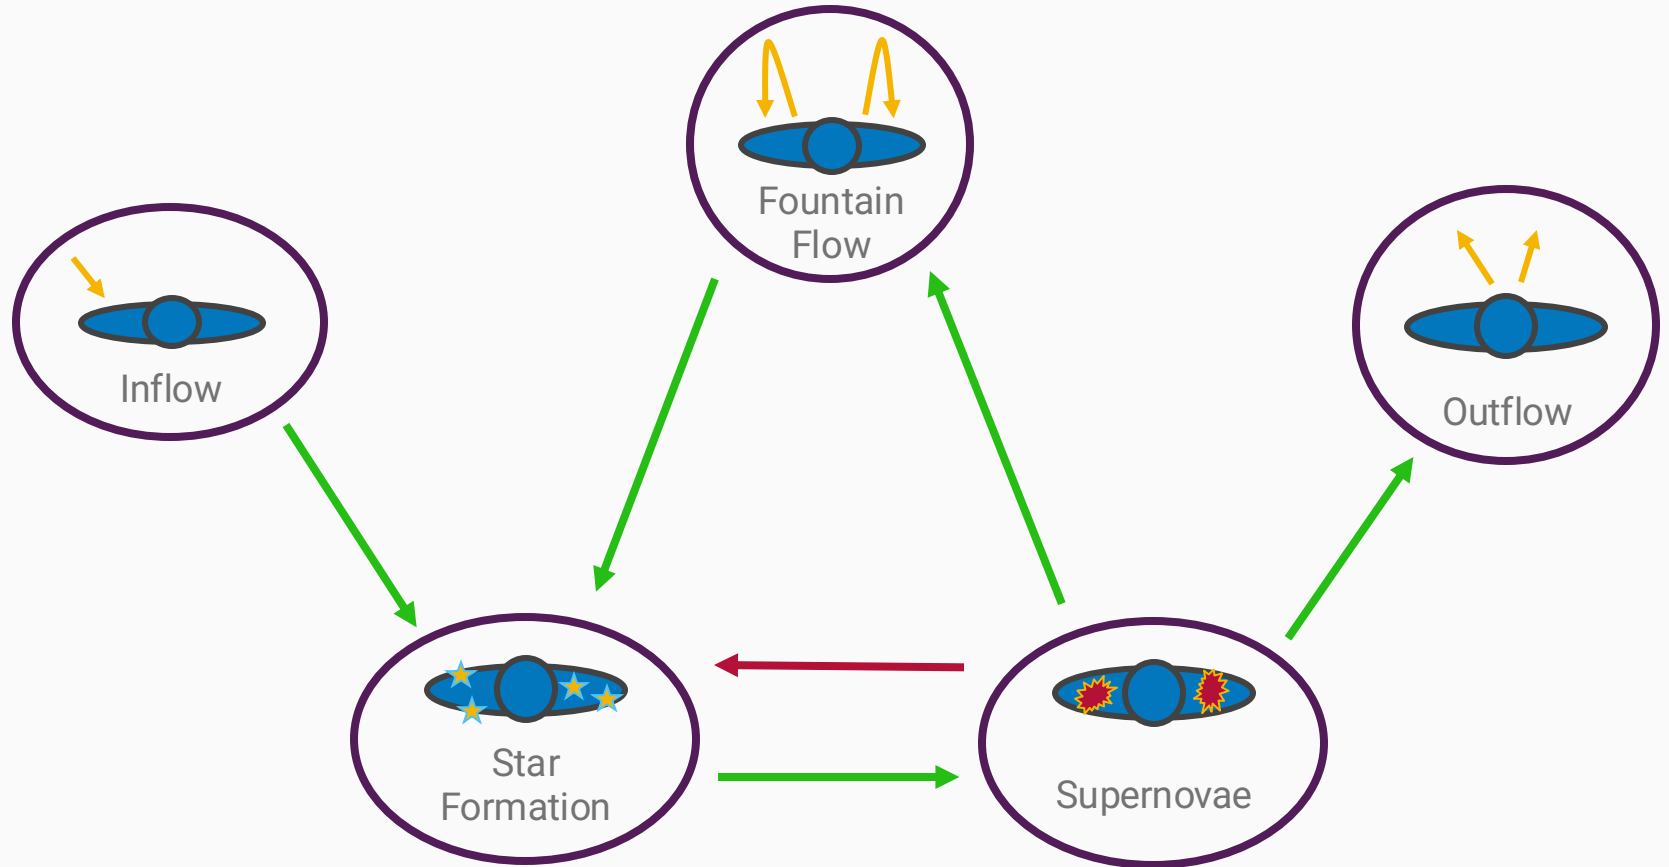 Fountain
Flow
Inflow
Outflow
Star
Formation
Supernovae